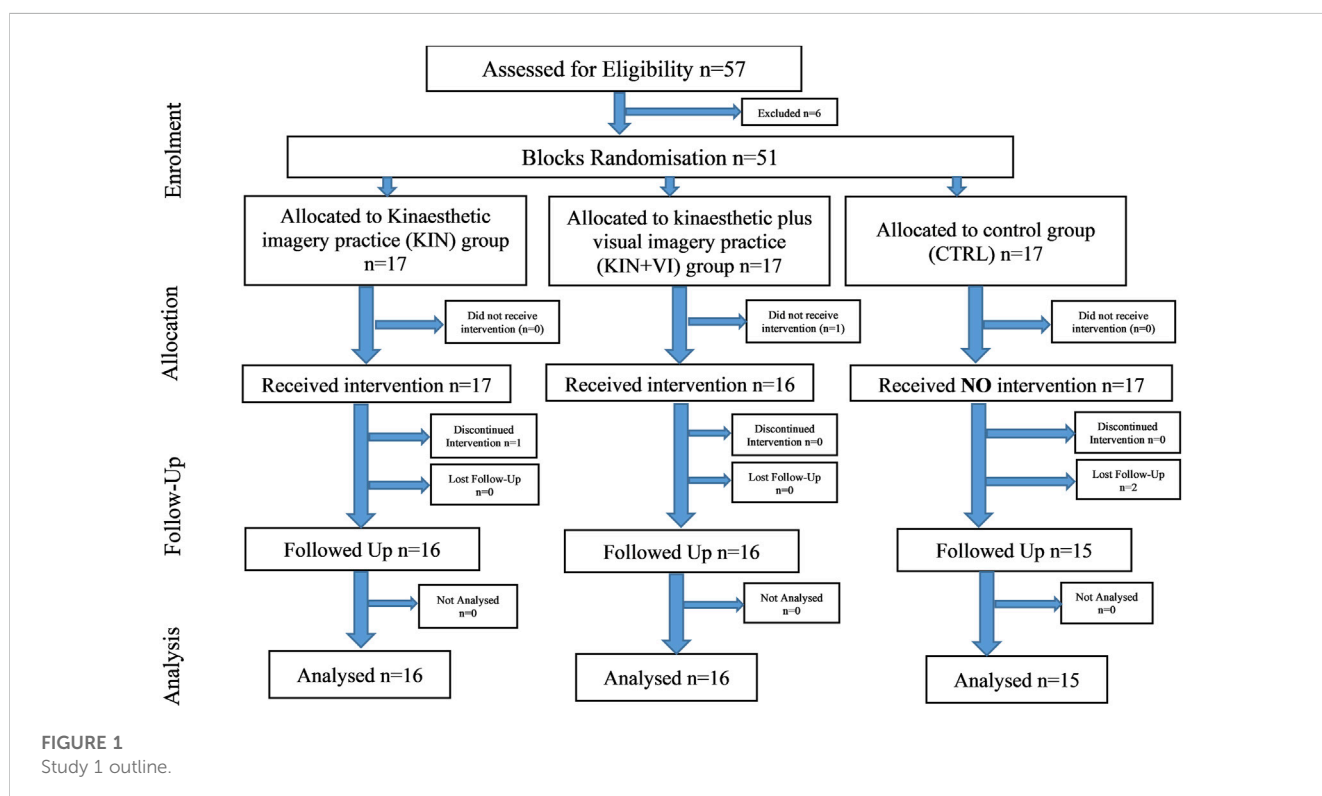 Assessed for Eligibility n=57
Enrolment
Excluded n=6
Blocks Randomisation n=51
Allocated to Kinaesthetic
imagery practice (KIN) group
n=17
Allocated to kinaesthetic plus
visual imagery practice
(KIN+VI) group n=17
Allocated to control group
(CTRL) n=17
Allocation
Did not receive
intervention (n=0)
Did not receive
intervention (n=1)
Did not receive
intervention (n=0)
Received intervention n=17
Received intervention n=16
Received NO intervention n=17
Follow-Up
Discontinued
Intervention n=1
Discontinued
Intervention n=0
Discontinued
Intervention n=0
Lost Follow-Up
n=0
Lost Follow-Up
n=0
Lost Follow-Up
n=2
Followed Up n=16
Followed Up n=16
Followed Up n=15
Analysis
Not Analysed
n=0
Not Analysed
n=0
Not Analysed
n=0
Analysed n=16
Analysed n=16
Analysed n=15
FIGURE 1
Study 1 outline.